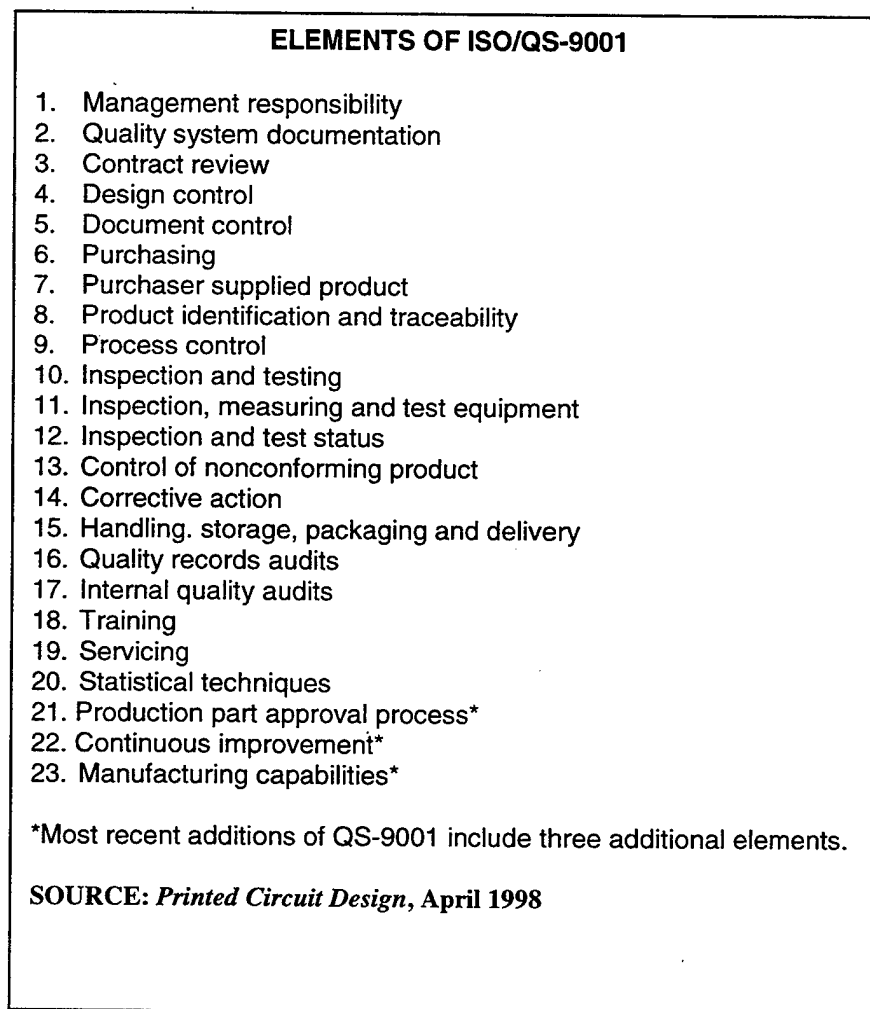 ELEMENTS OF ISO/QS-9001
1. Management responsibility
2. Quality system documentation
3. Contract review
4. Design control
5. Document control
6. Purchasing
7. Purchaser supplied product
8. Product identification and traceability
9. Process control
10. Inspection and testing
11. Inspection, measuring and test equipment
12. Inspection and test status
13. Control of nonconforming product
14. Corrective action
15. Handling. storage, packaging and delivery
16. Quality records audits
17. Internal quality audits
18. Training
19. Servicing
20. Statistical techniques
21. Production part approval process*
22. Continuous improvement*
23. Manufacturing capabilities*
*Most recent additions of QS-9001 include three additional elements.
SOURCE: Printed Circuit Design, April 1998